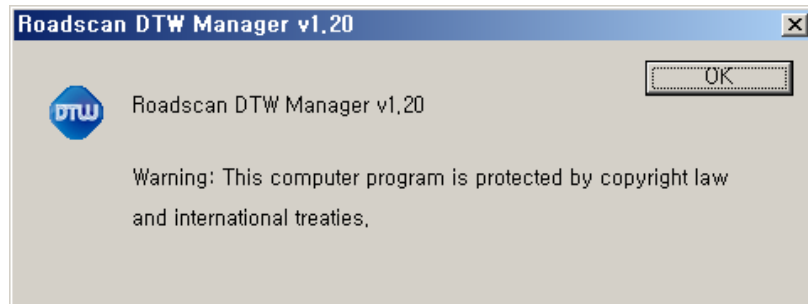 Roadscan DTW Manager v1.20
OK
DTW
Roadscan DTW Manager v1.20
Warning: This computer program is protected by copyright law
and international treaties.